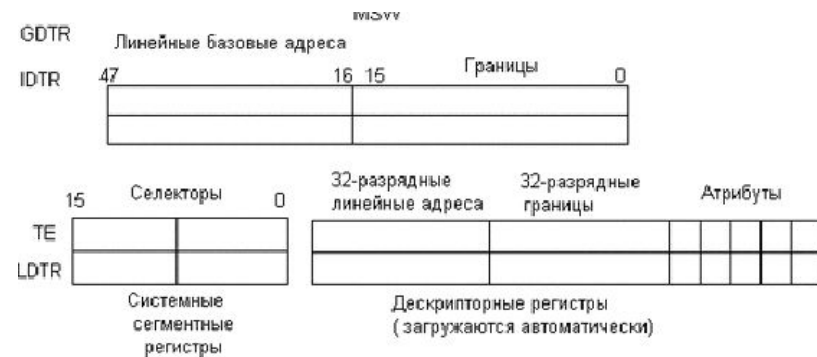 MSW
GDTR
Линейные базовые адреса
IDTR
47
16 15
Границы
0
15
Селекторы
0
32-разрядные
линейные адреса
32-разрядные
границы
Атрибуты
TE
LDTR
Системные
сегментные
регистры
Дескрипторные регистры
( загружаются автоматически)